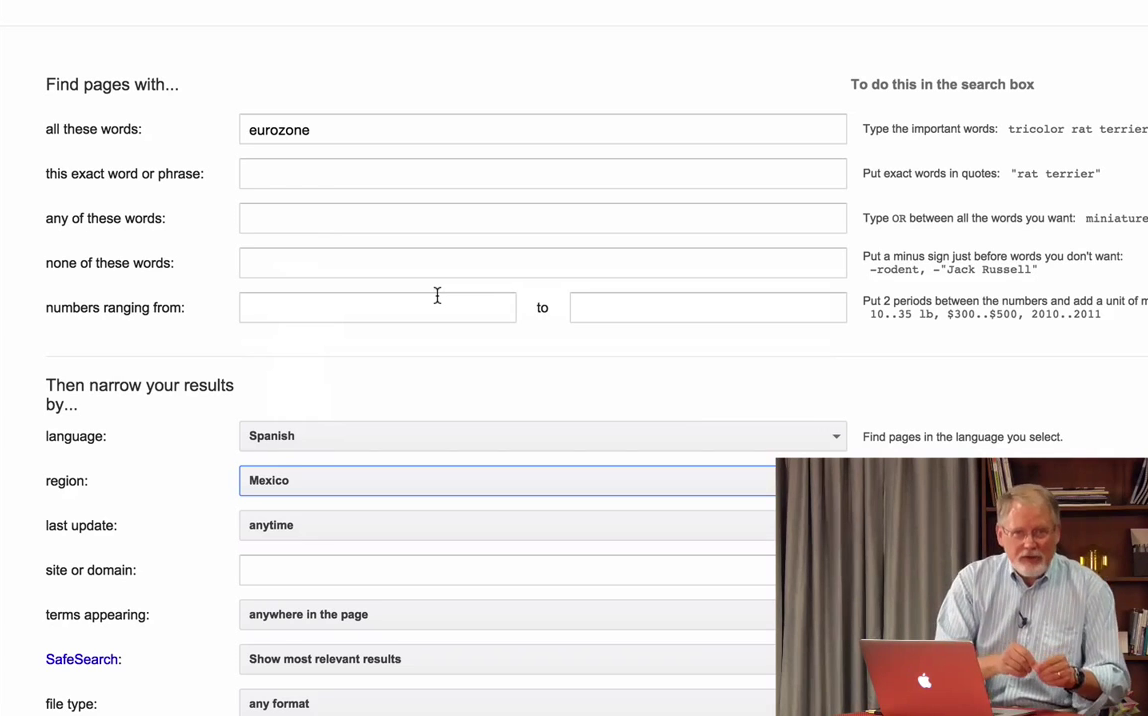 Find pages with...
To do this in the search box
all these words:
eurozone
Type the important words: tricolor rat terrier
this exact word or phrase:
Put exact words in quotes: "rat terrier"
any of these words:
Type OR between all the words you want: miniature
none of these words:
Put a minus sign just before words you don't want:
-rodent, -"Jack Russell"
numbers ranging from:
to
Put 2 periods between the numbers and add a unit of m
10..35 lb, $300..$500, 2010..2011
Then narrow your results
by...
language:
Spanish
Find pages in the language you select.
region:
Mexico
last update:
anytime
site or domain:
terms appearing:
anywhere in the page
SafeSearch:
Show most relevant results
file type:
any format